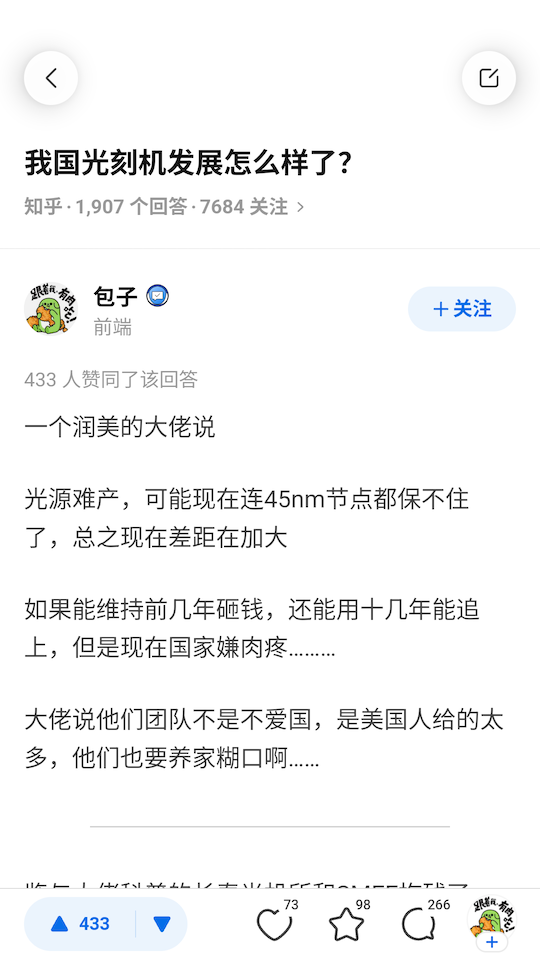 我国光刻机发展怎么样了?
知乎·1,907 个回答·7684 关注 >
包子
前端
+关注
433 人赞同了该回答
一个润美的大佬说
光源难产，可能现在连45nm节点都保不住
了，总之现在差距在加大
如果能维持前几年砸钱，还能用十几年能追
上，但是现在国家嫌肉疼………
大佬说他们团队不是不爱国，是美国人给的太
多，他们也要养家糊口啊……
433
73
98
266